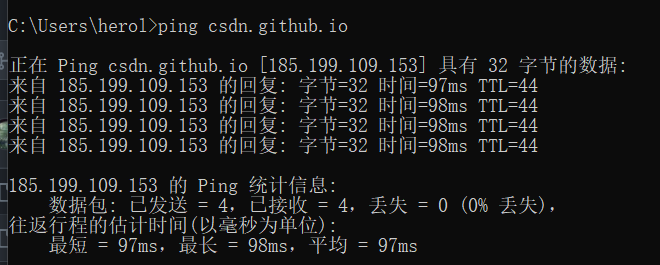 C:\Users\herol>ping csdn.github.io
正在 Ping csdn.github.io [185.199.109.153] 具有 32 字节的数据:
来自 185.199.109.153 的回复: 字节=32 时间=97ms TTL=44
来自 185.199.109.153 的回复: 字节=32 时间=98ms TTL=44
来自 185.199.109.153 的回复: 字节=32 时间=98ms TTL=44
来自 185.199.109.153 的回复: 字节=32 时间=98ms TTL=44
185.199.109.153 的 Ping 统计信息:
数据包: 已发送 = 4，已接收 = 4，丢失 = 0 (0% 丢失)，
往返行程的估计时间(以毫秒为单位):
最短 = 97ms，最长 = 98ms，平均 = 97ms